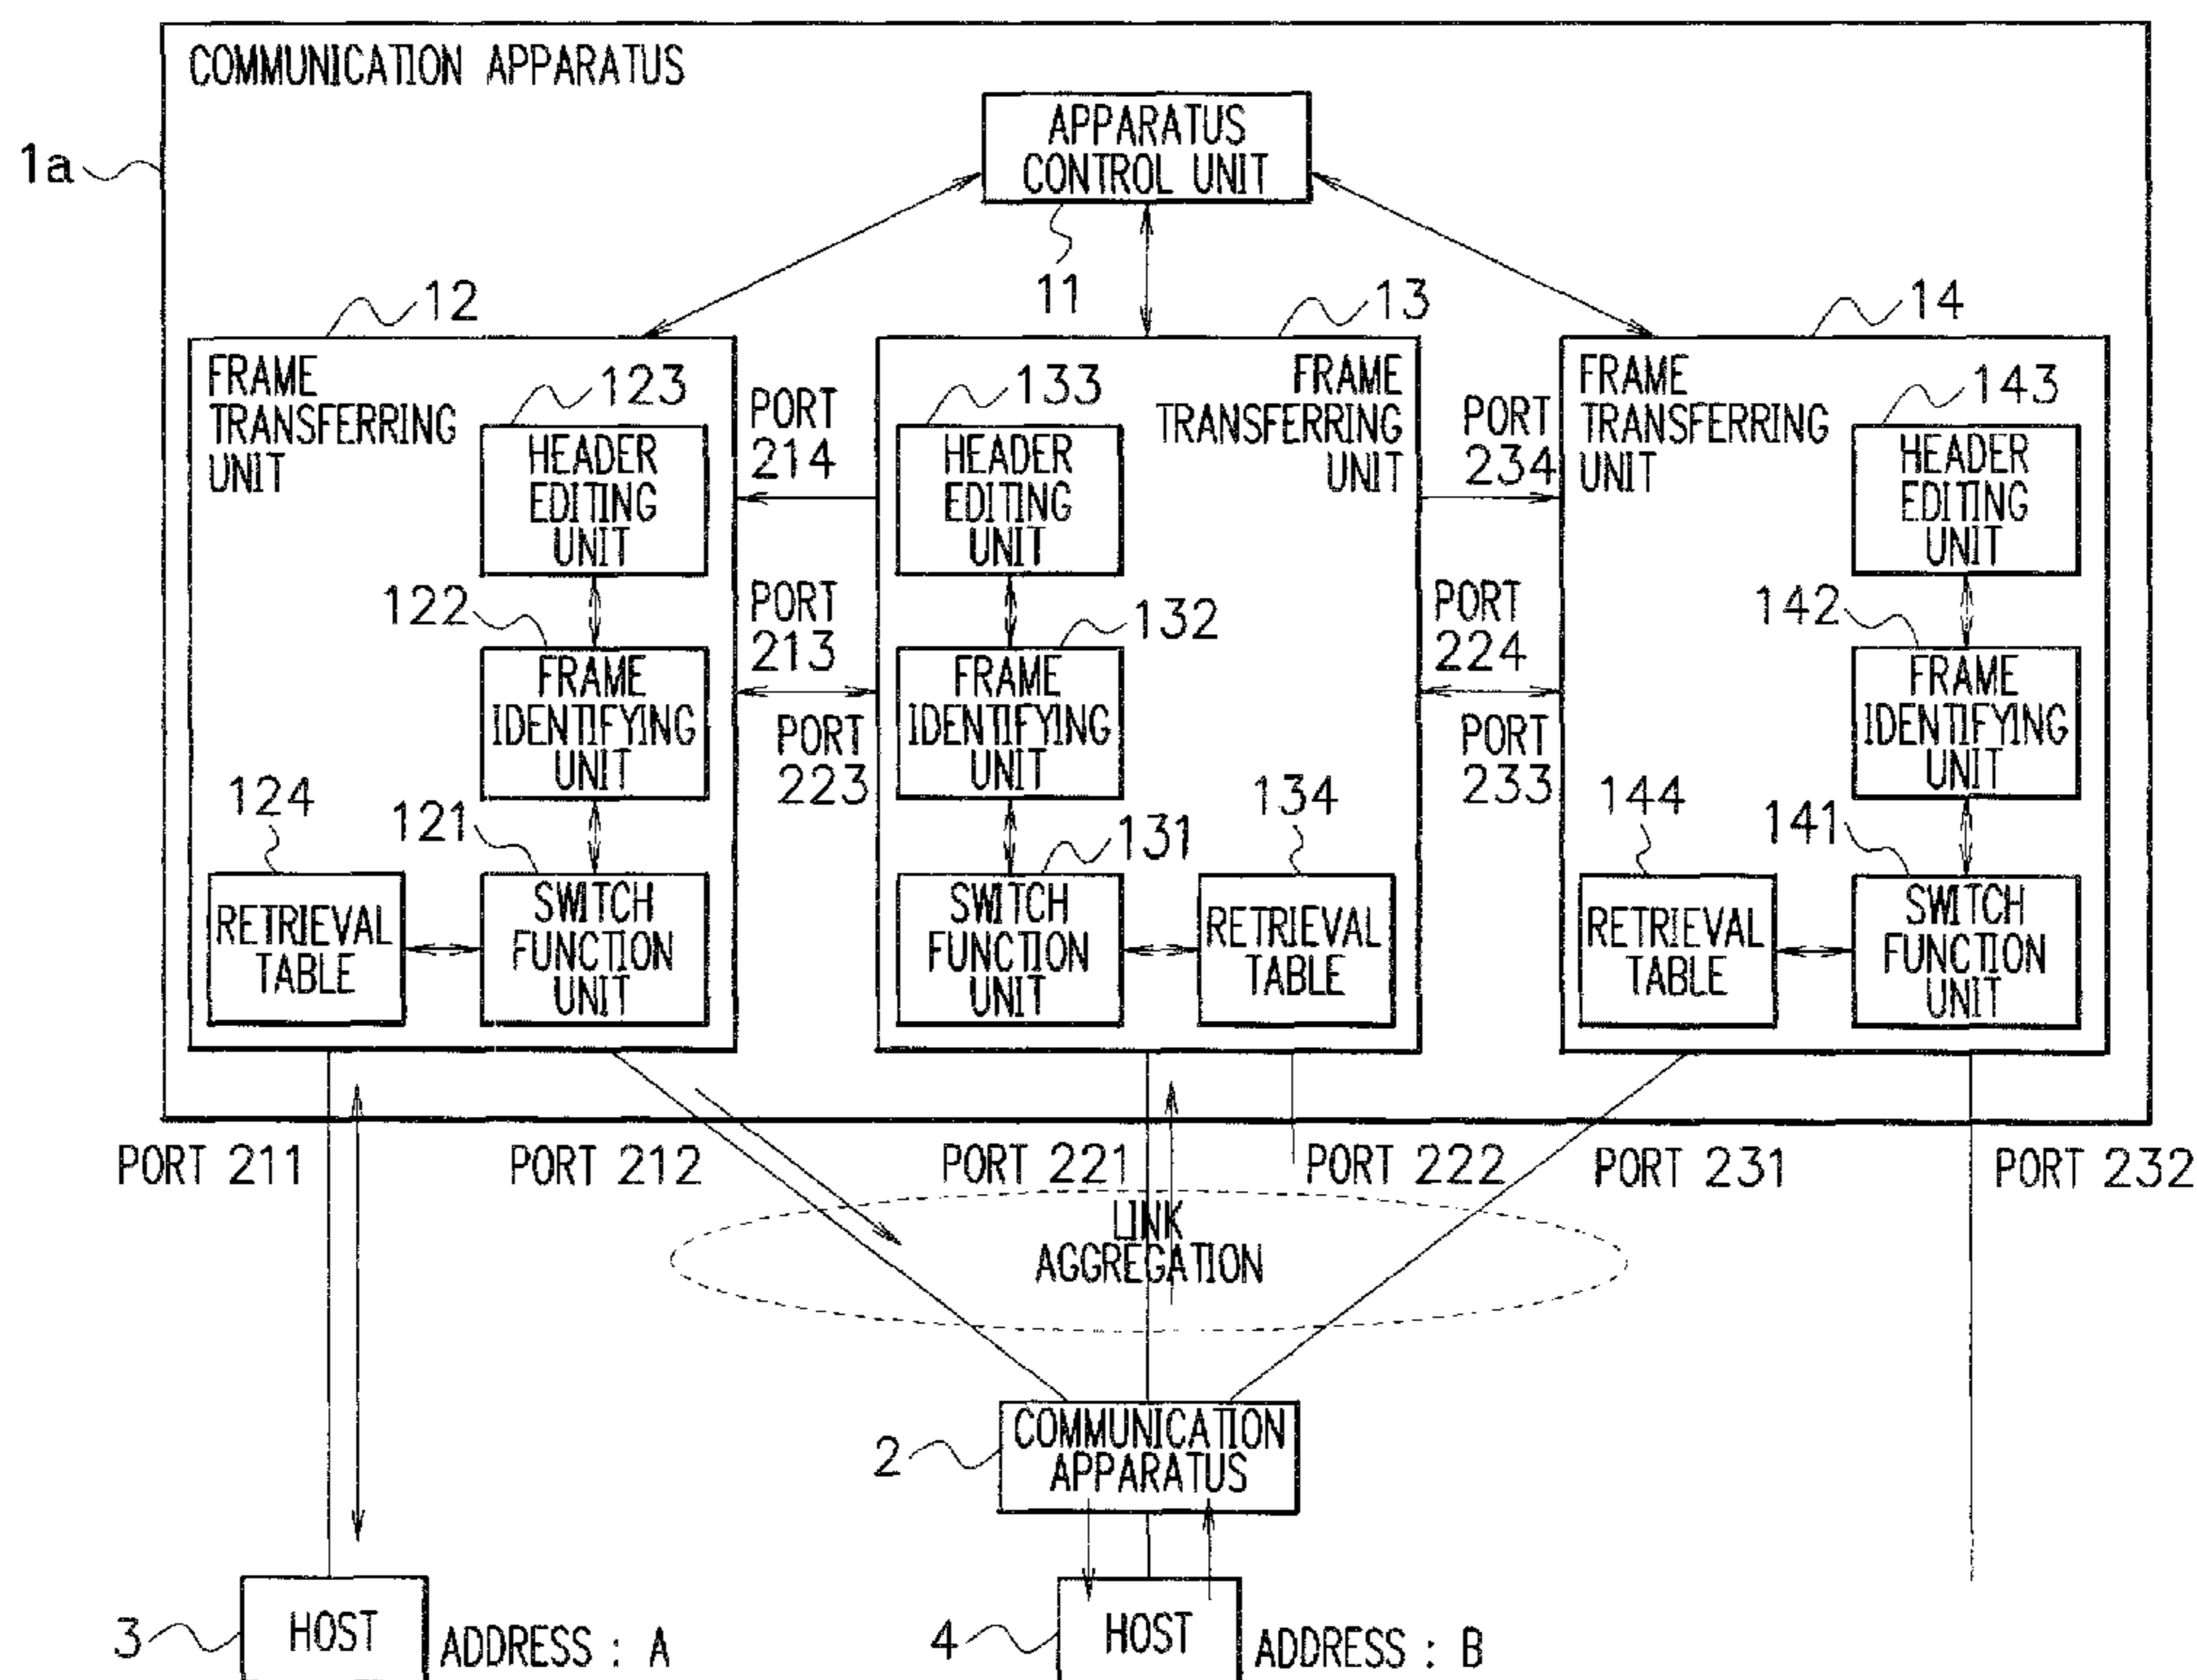 COMMUNICATION APPARATUS
APPARATUS
CONTROL UNIT
1a
11
12
13
14
FRAME
TRANSFERRING
UNIT
123
HEADER
EDITING
UNIT
122
FRAME
IDENTIFYING
UNIT
124
121
RETRIEVAL
TABLE
SWITCH
FUNCTION
UNIT
PORT
214
PORT
213
PORT
223
133
FRAME
TRANSFERRING
UNIT
HEADER
EDITING
UNIT
132
FRAME
IDENTIFYING
UNIT
134
131
SWITCH
FUNCTION
UNIT
RETRIEVAL
TABLE
PORT
234
PORT
224
PORT
233
FRAME
TRANSFERRING
UNIT
143
HEADER
EDITING
UNIT
142
FRAME
IDENTIFYING
UNIT
144
141
RETRIEVAL
TABLE
SWITCH
FUNCTION
UNIT
PORT 211
PORT 212
PORT 221
PORT 222
PORT 231
PORT 232
LINK
AGGREGATION
2
COMMUNICATION
APPARATUS
3
HOST
ADDRESS : A
4
HOST
ADDRESS : B